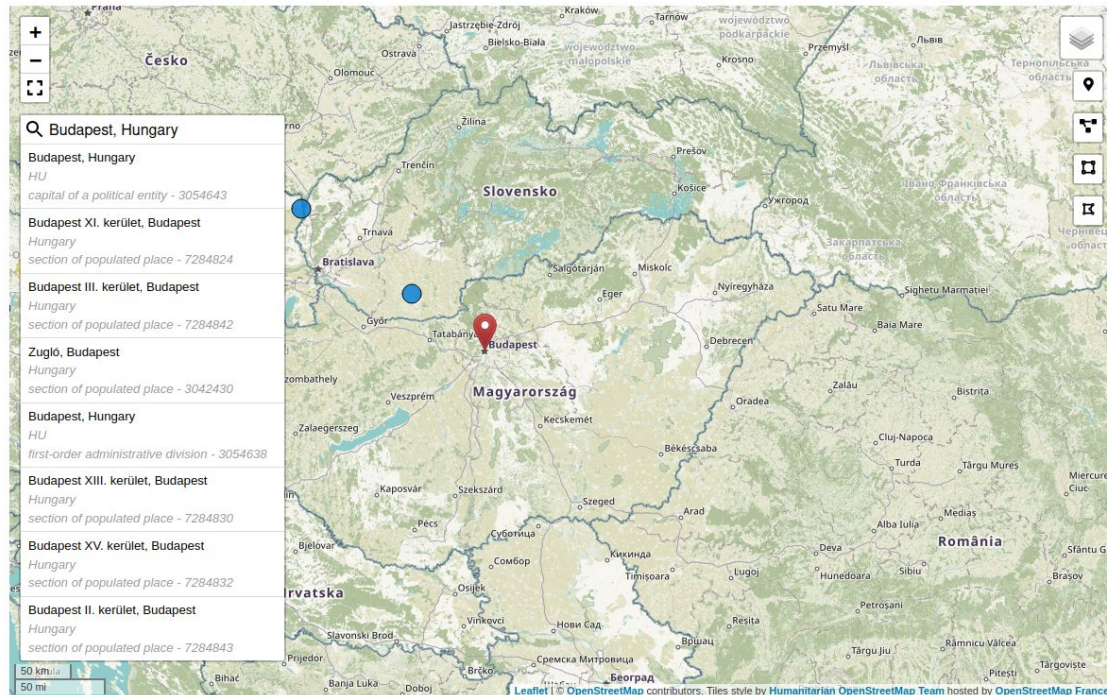 Praha
Kraków
Jastrzębie-Zdrój
Tarnów
województwo
podkarpackie
Bielsko-Biała
Ostrava
województwo
małopolskie
Przemyśl
Львів
Česko
Львівська
область
Тернопільська
область
Krosno
Olomouc
+
−
Budapest, Hungary
Budapest, Hungary
HU
capital of a political entity - 3054643
Budapest XI. kerület, Budapest
Hungary
section of populated place - 7284824
Budapest III. kerület, Budapest
Hungary
section of populated place - 7284842
Zugló, Budapest
Hungary
section of populated place - 3042430
Budapest, Hungary
HU
first-order administrative division - 3054638
Budapest XIII. kerület, Budapest
Hungary
section of populated place - 7284830
Budapest XV. kerület, Budapest
Hungary
section of populated place - 7284832
Budapest II. kerület, Budapest
Hungary
section of populated place - 7284843
Žilina
Trenčín
Prešov
Slovensko
Košice
Ужгород
Івано-Франківська
область
Trnava
Закарпатська
область
Bratislava
Salgótarján
Miskolc
Nyíregyháza
Sighetu Marmației
Eger
Satu Mare
Győr
Baia Mare
Tatabánya
Budapest
Debrecen
Zalău
Bistrița
Veszprém
Magyarország
Oradea
Kecskemét
Zalaegerszeg
Cluj-Napoca
Békéscsaba
Turda
Târgu Mureș
Kaposvár
Szekszárd
Miercurea
Ciuc
Szeged
Arad
Mediaș
Pécs
Суботица
Alba Iulia
România
Bjelovar
Сомбор
Кикинда
Deva
Sfântu G
Timișoara
Lugoj
Hunedoara
Sibiu
Brașov
Osijek
Hrvatska
Vinkovci
Нови Сад
Reșița
Petroșani
Slavonski Brod
Вршац
Târgu Jiu
Râmnicu Vâlcea
Prijedor
Сремска Митровица
Târgoviște
Bihać
Banja Luka
Doboj
Brčko
Београд
Pitești
50 km
50 mi
Leaflet | © OpenStreetMap contributors, Tiles style by Humanitarian OpenStreetMap Team hosted by OpenStreetMap France